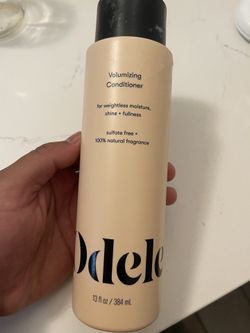 Volumizing
Conditioner
for weightless moisture,
shine + fullness
sulfate free +
100% natural fragrance
Odele
13 fl oz / 384 mL